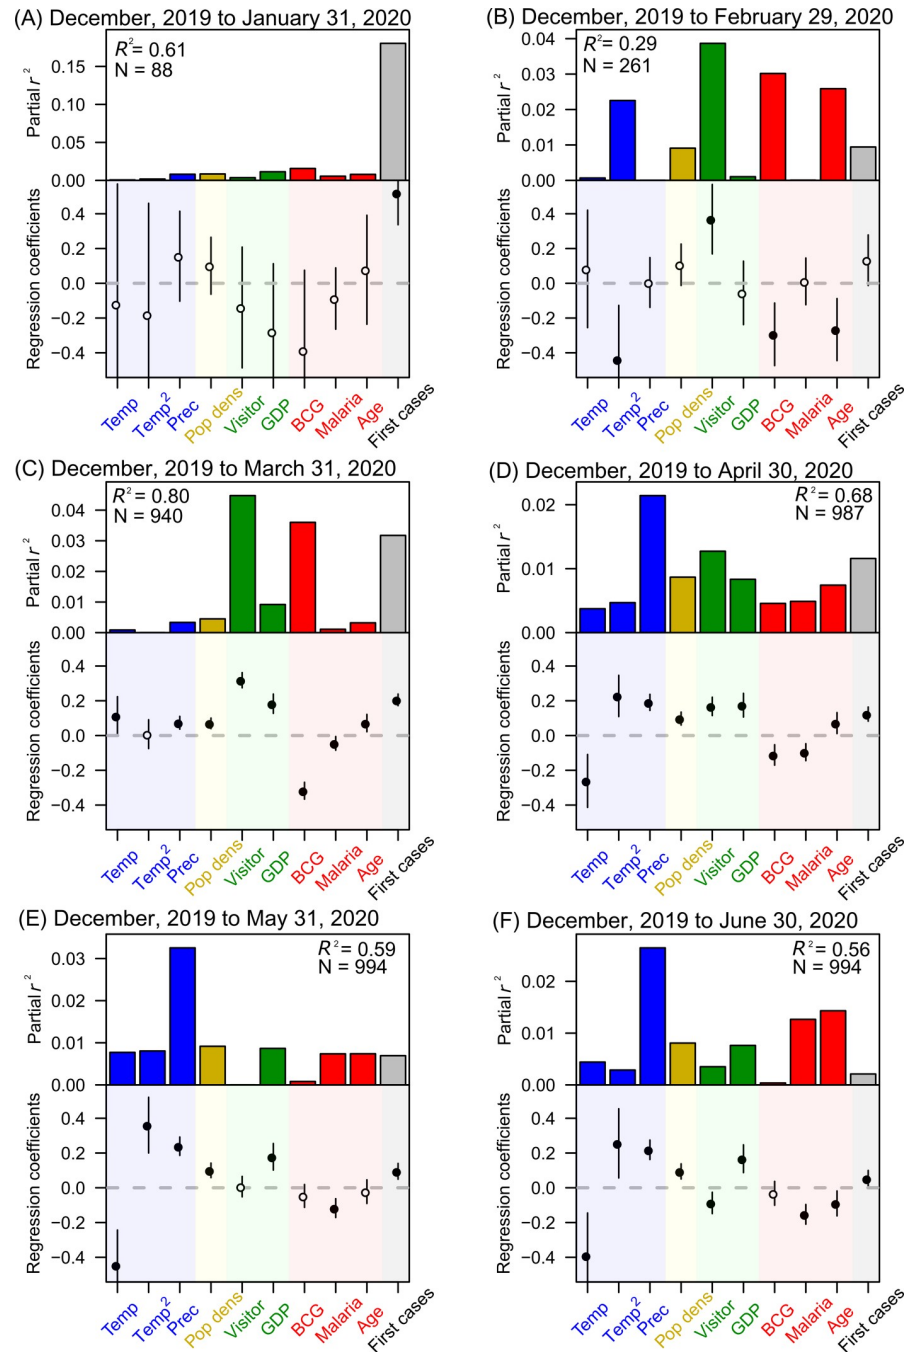 (A) December, 2019 to January 31, 2020
R²= 0.61
N = 88
Partial r ²
0.15
0.10
0.05
0.00
Regression coefficients
0.4
0.2
0.0
−0.2
−0.4
Temp
Temp²
Prec
Pop dens
Visitor
GDP
BCG
Malaria
Age
First cases
(B) December, 2019 to February 29, 2020
R²= 0.29
N = 261
Partial r ²
0.04
0.03
0.02
0.01
0.00
Regression coefficients
0.4
0.2
0.0
−0.2
−0.4
Temp
Temp²
Prec
Pop dens
Visitor
GDP
BCG
Malaria
Age
First cases
(C) December, 2019 to March 31, 2020
R² = 0.80
N = 940
Partial r ²
0.04
0.03
0.02
0.01
0.00
Regression coefficients
0.4
0.2
0.0
−0.2
−0.4
Temp
Temp²
Prec
Pop dens
Visitor
GDP
BCG
Malaria
Age
First cases
(D) December, 2019 to April 30, 2020
R² = 0.68
N = 987
Partial r ²
0.02
0.01
0.00
Regression coefficients
0.4
0.2
0.0
−0.2
−0.4
Temp
Temp²
Prec
Pop dens
Visitor
GDP
BCG
Malaria
Age
First cases
(E) December, 2019 to May 31, 2020
R² = 0.59
N = 994
Partial r ²
0.03
0.02
0.01
0.00
Regression coefficients
0.4
0.2
0.0
−0.2
−0.4
Temp
Temp²
Prec
Pop dens
Visitor
GDP
BCG
Malaria
Age
First cases
(F) December, 2019 to June 30, 2020
R² = 0.56
N = 994
Partial r ²
0.02
0.01
0.00
Regression coefficients
0.4
0.2
0.0
−0.2
−0.4
Temp
Temp²
Prec
Pop dens
Visitor
GDP
BCG
Malaria
Age
First cases